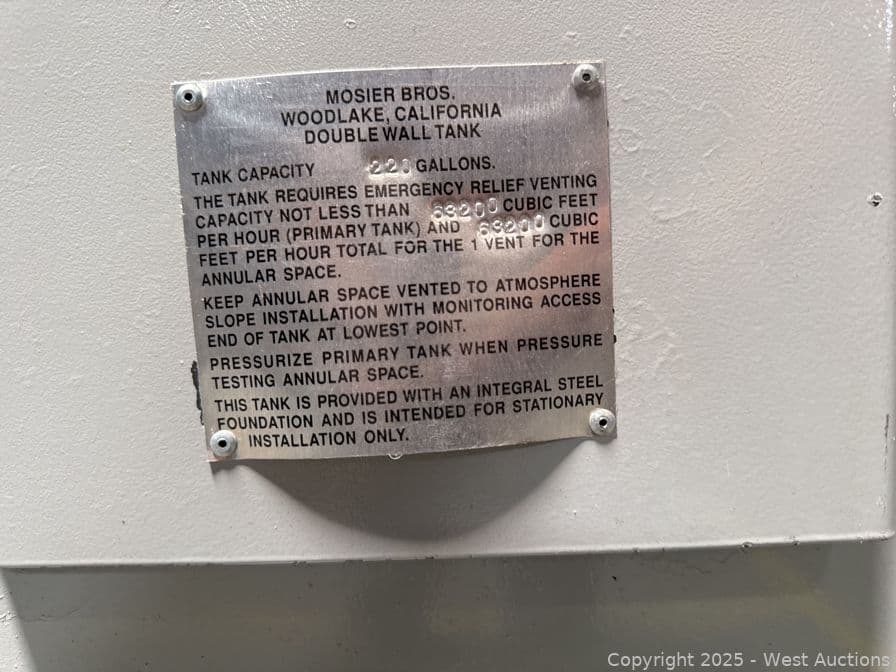 MOSIER BROS.
WOODLAKE, CALIFORNIA
DOUBLE WALL TANK
TANK CAPACITY 220 GALLONS.
THE TANK REQUIRES EMERGENCY RELIEF VENTING
CAPACITY NOT LESS THAN 63200 CUBIC FEET
PER HOUR (PRIMARY TANK) AND 63200 CUBIC
FEET PER HOUR TOTAL FOR THE 1 VENT FOR THE
ANNULAR SPACE.
KEEP ANNULAR SPACE VENTED TO ATMOSPHERE
SLOPE INSTALLATION WITH MONITORING ACCESS
END OF TANK AT LOWEST POINT.
PRESSURIZE PRIMARY TANK WHEN PRESSURE
TESTING ANNULAR SPACE.
THIS TANK IS PROVIDED WITH AN INTEGRAL STEEL
FOUNDATION AND IS INTENDED FOR STATIONARY
INSTALLATION ONLY.
Copyright 2025 - West Auctions